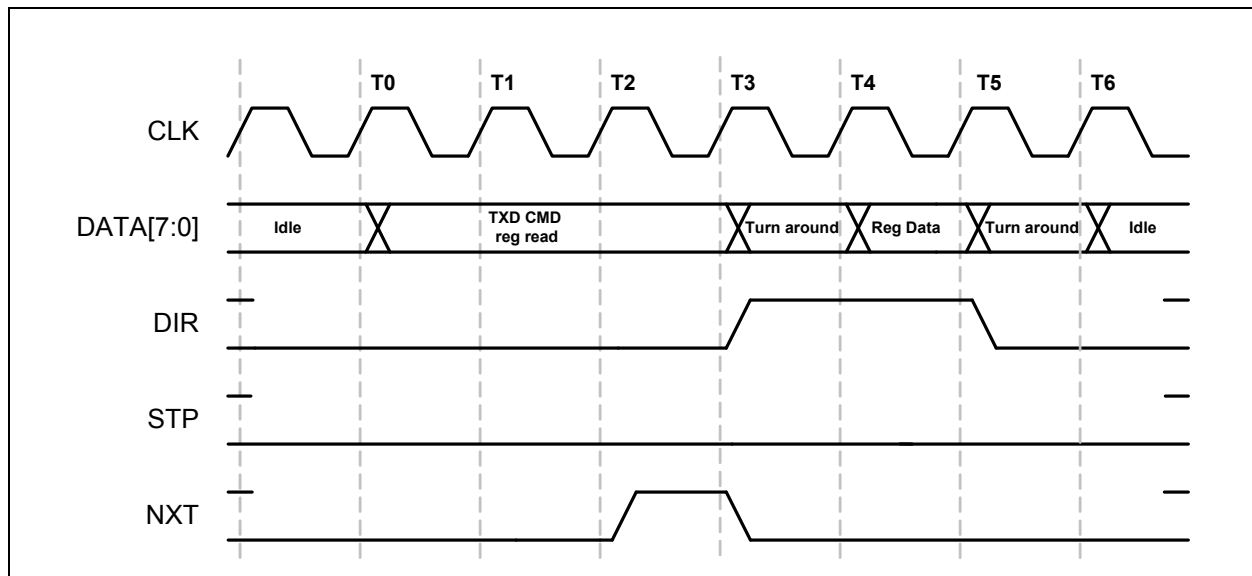 T0 T1 T2 T3 T4 T5 T6
CLK
DATA[7:0]
Idle
TXD CMD
reg read
Turn around
Reg Data
Turn around
Idle
DIR
STP
NXT